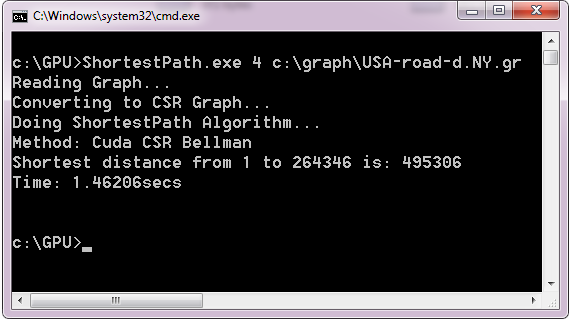 C:\Windows\system32\cmd.exe
c:\GPU>ShortestPath.exe 4 c:\graph\USA-road-d.NY.gr
Reading Graph...
Converting to CSR Graph...
Doing ShortestPath Algorithm...
Method: Cuda CSR Bellman
Shortest distance from 1 to 264346 is: 495306
Time: 1.46206secs
c:\GPU>